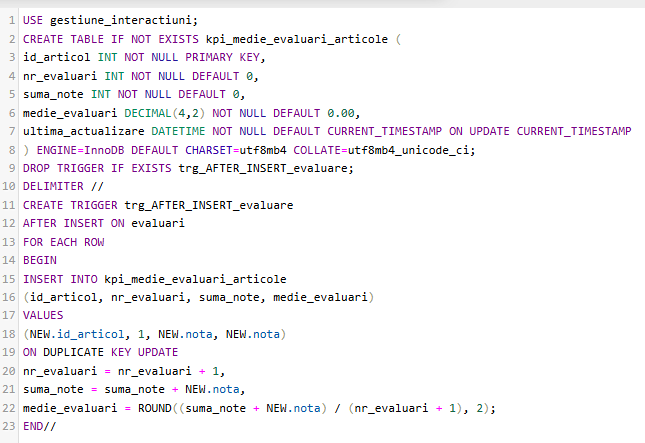 1 USE gestiune_interactiuni;
2 CREATE TABLE IF NOT EXISTS kpi_medie_evaluari_articole (
3 id_articol INT NOT NULL PRIMARY KEY,
4 nr_evaluari INT NOT NULL DEFAULT 0,
5 suma_note INT NOT NULL DEFAULT 0,
6 medie_evaluari DECIMAL(4,2) NOT NULL DEFAULT 0.00,
7 ultima_actualizare DATETIME NOT NULL DEFAULT CURRENT_TIMESTAMP ON UPDATE CURRENT_TIMESTAMP
8 ) ENGINE=InnoDB DEFAULT CHARSET=utf8mb4 COLLATE=utf8mb4_unicode_ci;
9 DROP TRIGGER IF EXISTS trg_AFTER_INSERT_evaluare;
10 DELIMITER //
11 CREATE TRIGGER trg_AFTER_INSERT_evaluare
12 AFTER INSERT ON evaluari
13 FOR EACH ROW
14 BEGIN
15 INSERT INTO kpi_medie_evaluari_articole
16 (id_articol, nr_evaluari, suma_note, medie_evaluari)
17 VALUES
18 (NEW.id_articol, 1, NEW.nota, NEW.nota)
19 ON DUPLICATE KEY UPDATE
20 nr_evaluari = nr_evaluari + 1,
21 suma_note = suma_note + NEW.nota,
22 medie_evaluari = ROUND((suma_note + NEW.nota) / (nr_evaluari + 1), 2);
23 END//